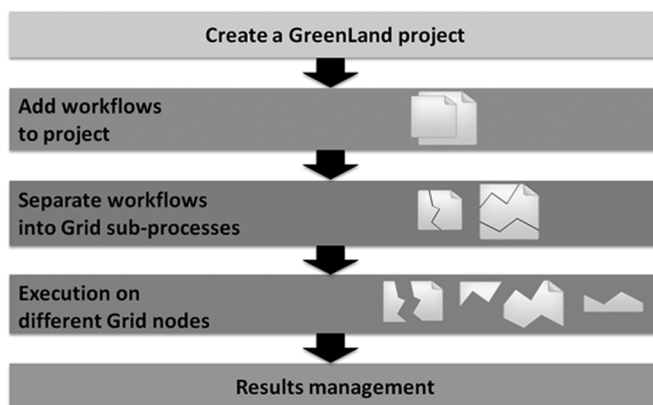 Create a GreenLand project
Add workflows
to project
Separate workflows
into Grid sub-processes
Execution on
different Grid nodes
Results management